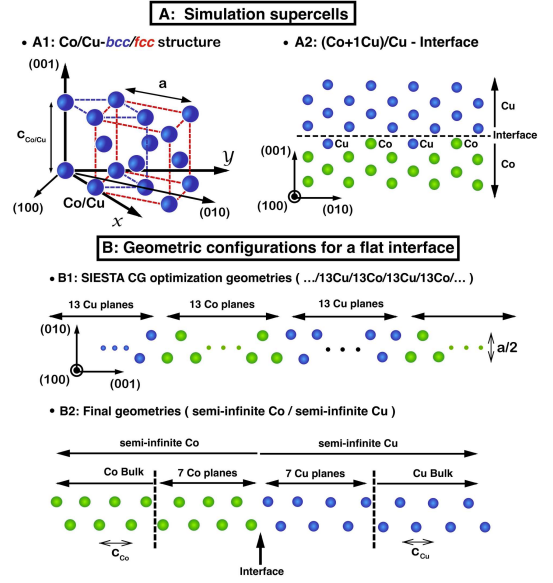 A: Simulation supercells
• A1: Co/Cu-bcc/fcc structure
• A2: (Co+1Cu)/Cu - Interface
(001)
a
C Co/Cu
y
(010)
(100)
Co/Cu
x
Cu
Interface
Cu
Co
Cu
Co
Co
(001)
(100)
(010)
B: Geometric configurations for a flat interface
• B1: SIESTA CG optimization geometries ( .../13Cu/13Co/13Cu/13Co/... )
13 Cu planes
13 Co planes
13 Cu planes
(010)
a/2
(100)
(001)
• B2: Final geometries ( semi-infinite Co / semi-infinite Cu )
semi-infinite Co
semi-infinite Cu
Co Bulk
7 Co planes
7 Cu planes
Cu Bulk
C Co
C Cu
Interface